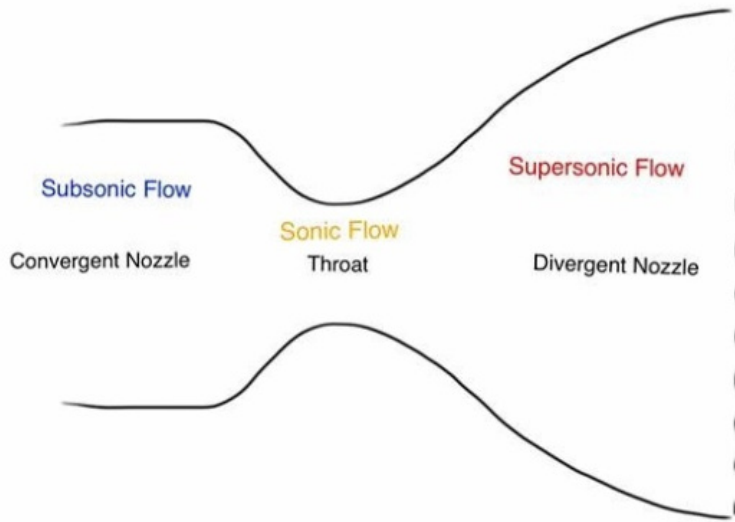 Subsonic Flow
Convergent Nozzle
Sonic Flow
Throat
Supersonic Flow
Divergent Nozzle